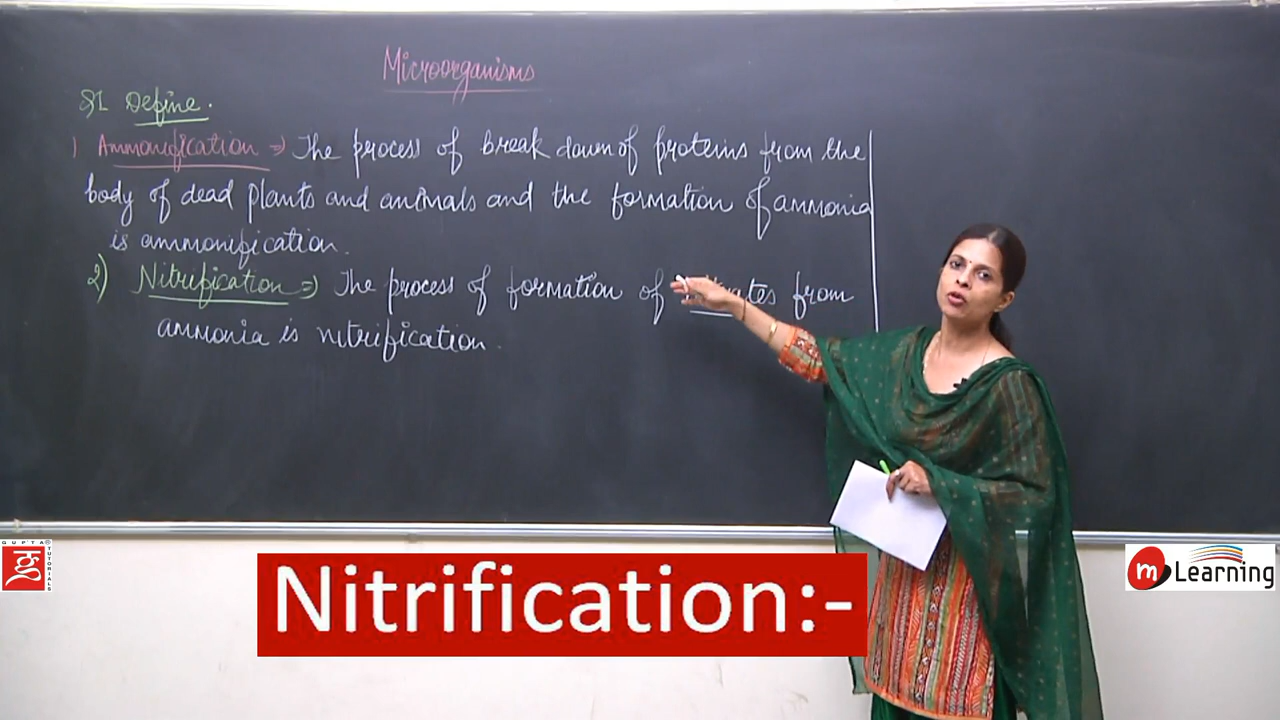 Microorganisms
Q1. Define.
1) Ammonification => The process of break down of proteins from the
body of dead plants and animals and the formation of ammonia
is ammonification.
2) Nitrification => The process of formation of from
ammonia is nitrification.
GUPTA®
TUTORIALS
Nitrification:-
m Learning